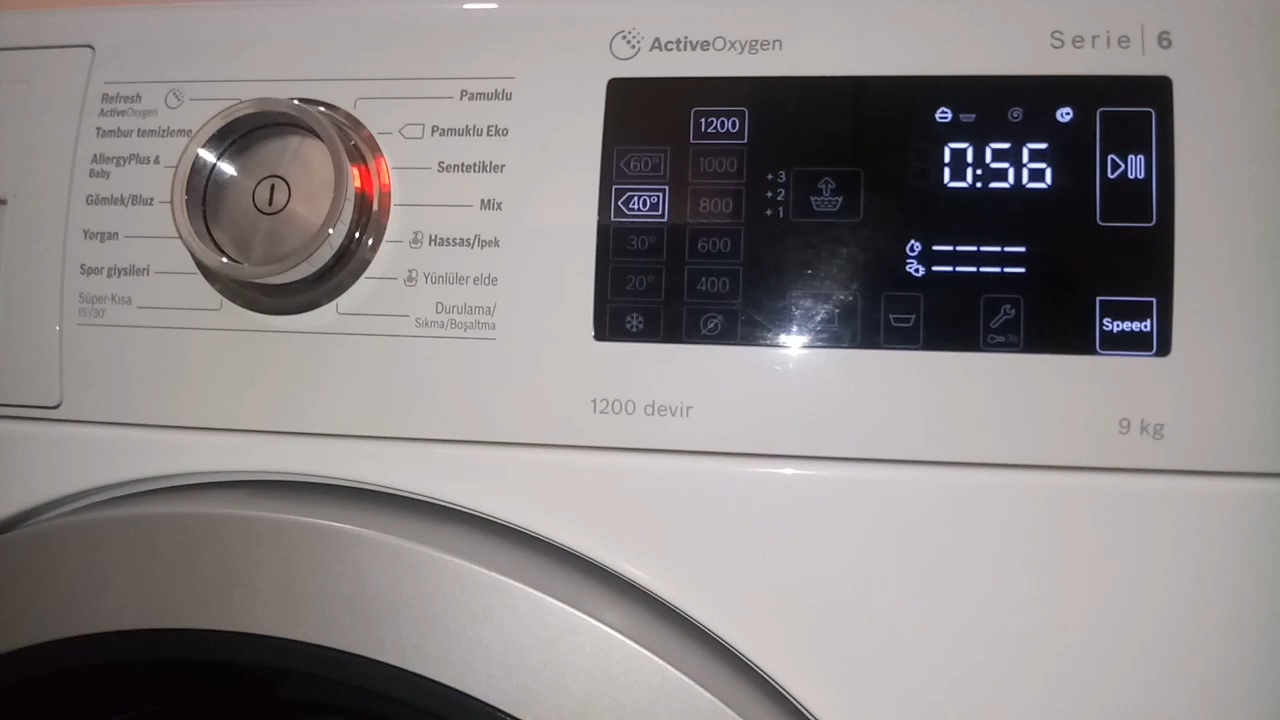 ActiveOxygen
Serie | 6
Refresh
ActiveOxygen
Tambur temizleme
AllergyPlus &
Baby
Gömlek/Bluz
Yorgan
Spor giysileri
Süper-Kısa
15'/30'
Pamuklu
Pamuklu Eko
Sentetikler
Mix
Hassas/İpek
Yünlüler elde
Durulama/
Sıkma/Boşaltma
60°
40°
30°
20°
1200
1000
800
600
400
+3
+2
+1
0:56
Speed
1200 devir
9 kg